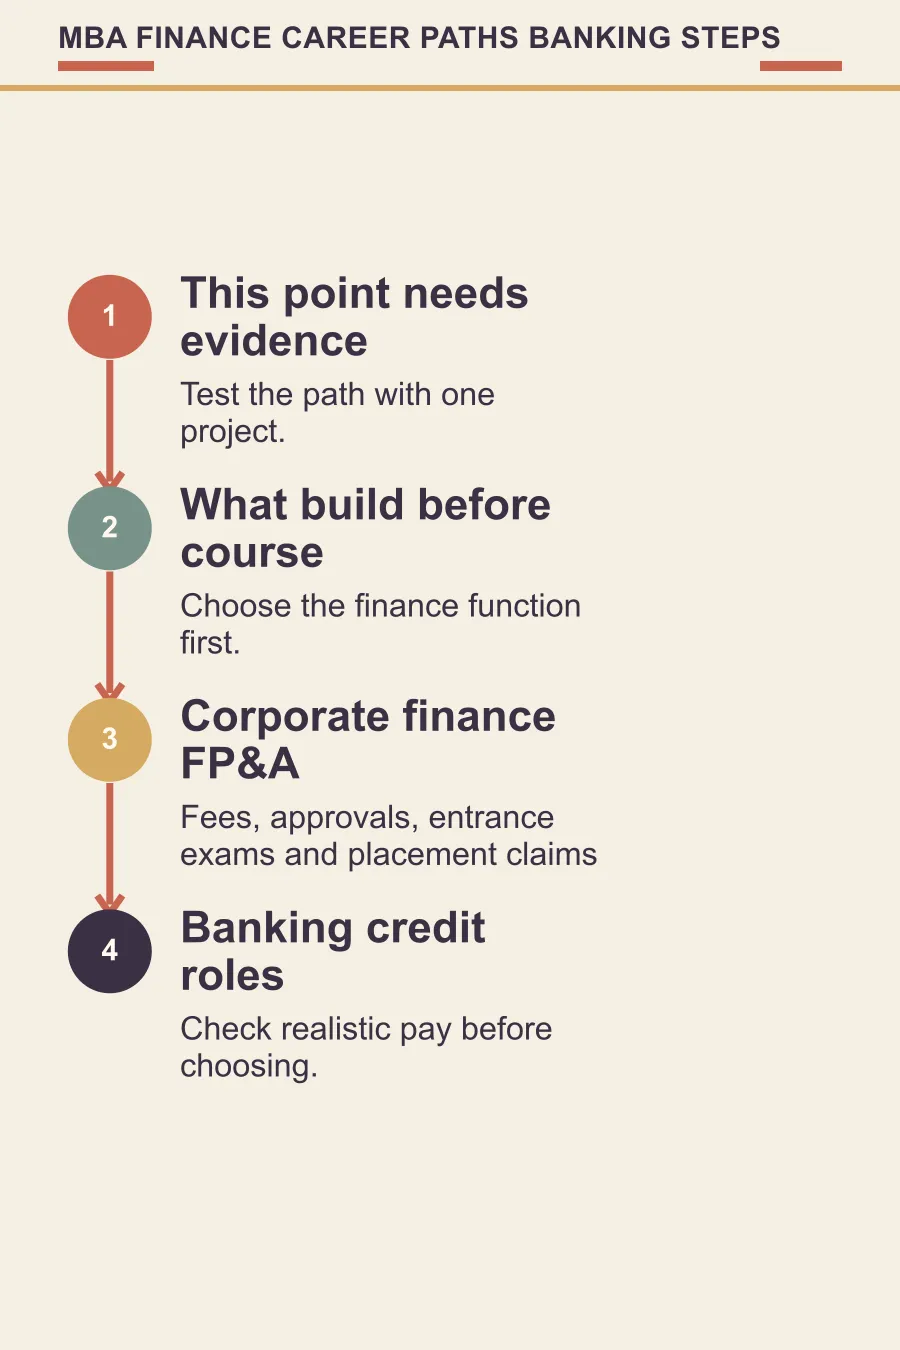 MBA FINANCE CAREER PATHS BANKING STEPS
1
This point needs
evidence
Test the path with one
project.
2
What build before
course
Choose the finance function
first.
3
Corporate finance
FP&A
Fees, approvals, entrance
exams and placement claims
4
Banking credit
roles
Check realistic pay before
choosing.